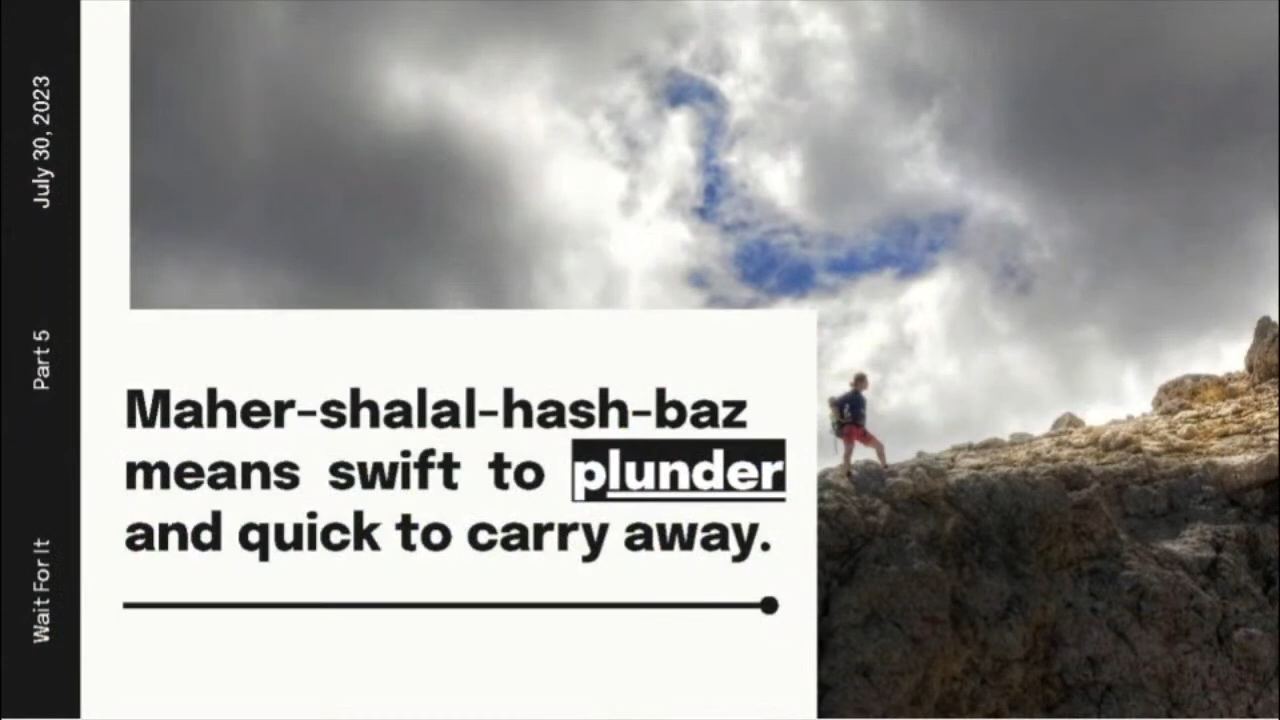 July 30, 2023
Part 5
Wait For It
Maher-shalal-hash-baz
means swift to plunder
and quick to carry away.